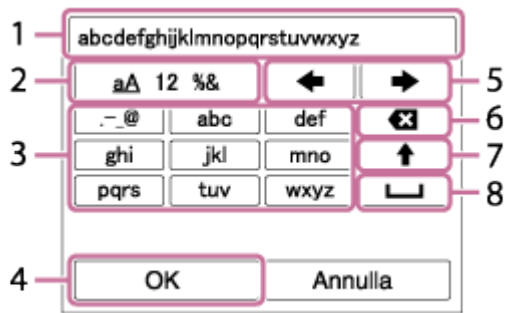 1 abcdefghijklmnopqrstuvwxyz
2 aA 12 %& 5
.-_@ abc def 6
3 ghi jkl mno 7
pqrs tuv wxyz 8
4 OK Annulla